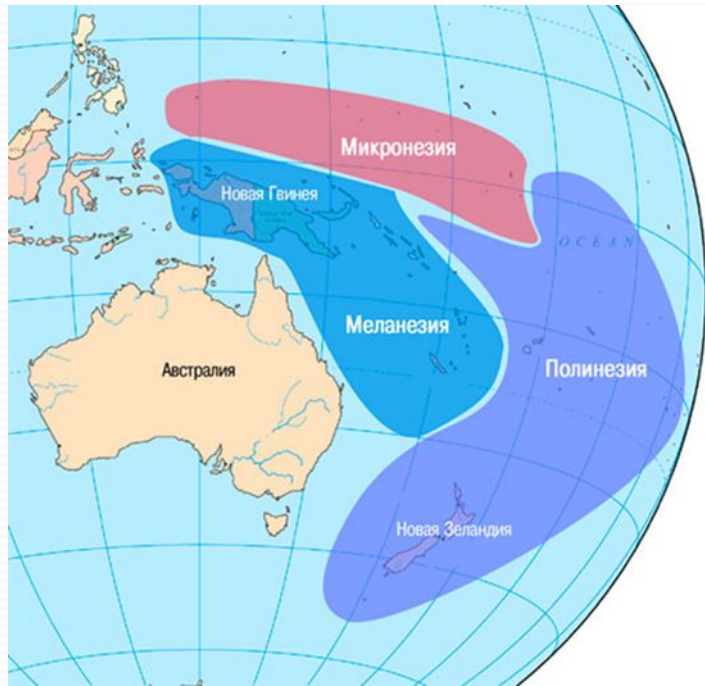 Микронезия
Новая Гвинея
OCEAN
Меланезия
Австралия
Полинезия
Новая Зеландия